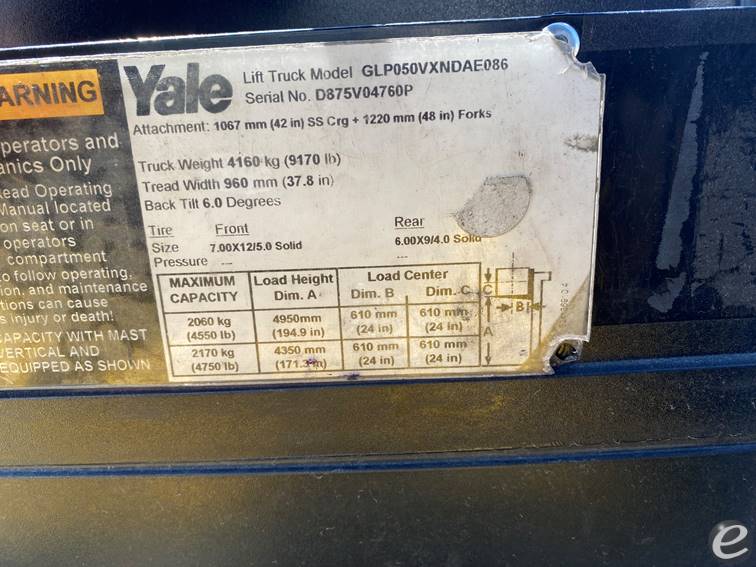 ARNING
perators and
anics Only
ead Operating
Manual located
on seat or in
operators
compartment
to follow operating,
ion, and maintenance
tions can cause
s injury or death!
CAPACITY WITH MAST
VERTICAL AND
EQUIPPED AS SHOWN
Yale
Lift Truck Model GLP050VXNDAE086
Serial No. D875V04760P
Attachment: 1067 mm (42 in) SS Crg + 1220 mm (48 in) Forks
Truck Weight 4160 kg (9170 lb)
Tread Width 960 mm (37.8 in)
Back Tilt 6.0 Degrees
Tire Front Rear
Size 7.00X12/5.0 Solid 6.00X9/4.0 Solid
Pressure --- ---
MAXIMUM CAPACITY Load Height Dim. A Load Center Dim. B Dim. C
2060 kg 4950mm 610 mm 610 mm
(4550 lb) (194.9 in) (24 in) (24 in)
2170 kg 4350 mm 610 mm 610 mm
(4750 lb) (171.3 in) (24 in) (24 in)
C
B
A
e